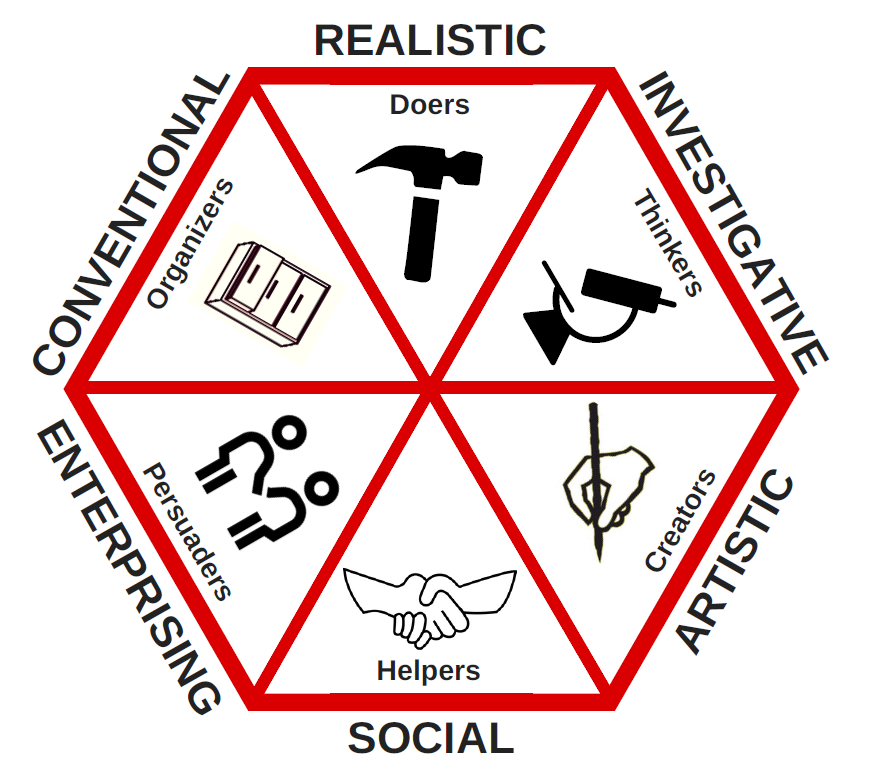 REALISTIC
Doers
INVESTIGATIVE
Thinkers
ARTISTIC
Creators
SOCIAL
Helpers
ENTERPRISING
Persuaders
CONVENTIONAL
Organizers